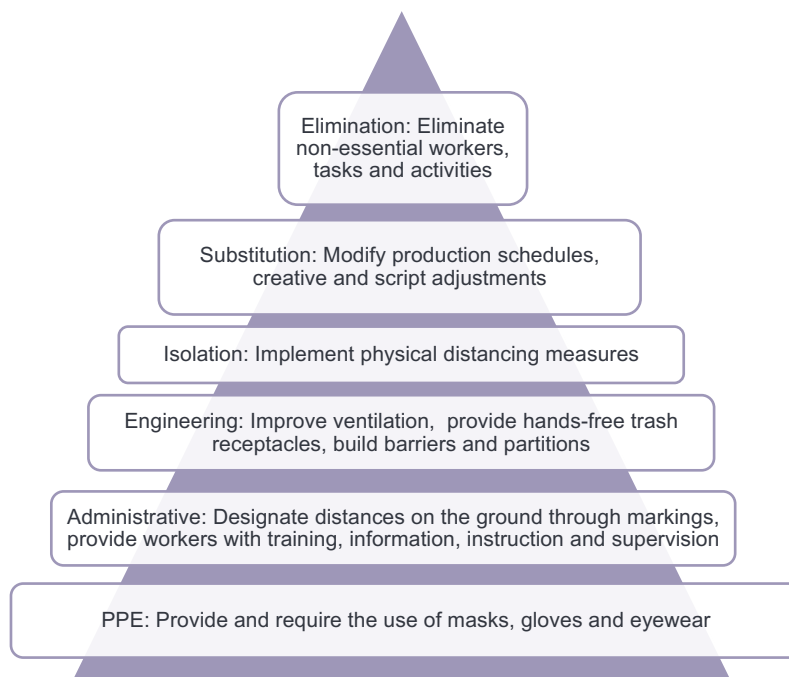 Elimination: Eliminate
non-essential workers,
tasks and activities
Substitution: Modify production schedules,
creative and script adjustments
Isolation: Implement physical distancing measures
Engineering: Improve ventilation,  provide hands-free trash
receptacles, build barriers and partitions
Administrative: Designate distances on the ground through markings,
provide workers with training, information, instruction and supervision
PPE: Provide and require the use of masks, gloves and eyewear